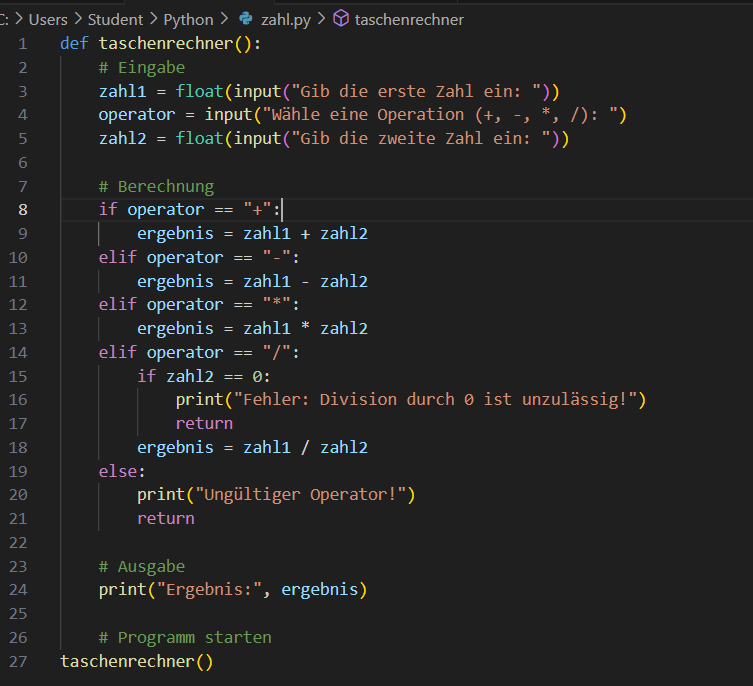 C: > Users > Student > Python > zahl.py > taschenrechner
1 def taschenrechner():
2     # Eingabe
3     zahl1 = float(input("Gib die erste Zahl ein: "))
4     operator = input("Wähle eine Operation (+, -, *, /): ")
5     zahl2 = float(input("Gib die zweite Zahl ein: "))
6
7     # Berechnung
8     if operator == "+":
9         ergebnis = zahl1 + zahl2
10     elif operator == "-":
11         ergebnis = zahl1 - zahl2
12     elif operator == "*":
13         ergebnis = zahl1 * zahl2
14     elif operator == "/":
15         if zahl2 == 0:
16             print("Fehler: Division durch 0 ist unzulässig!")
17             return
18         ergebnis = zahl1 / zahl2
19     else:
20         print("Ungültiger Operator!")
21         return
22
23     # Ausgabe
24     print("Ergebnis:", ergebnis)
25
26     # Programm starten
27 taschenrechner()